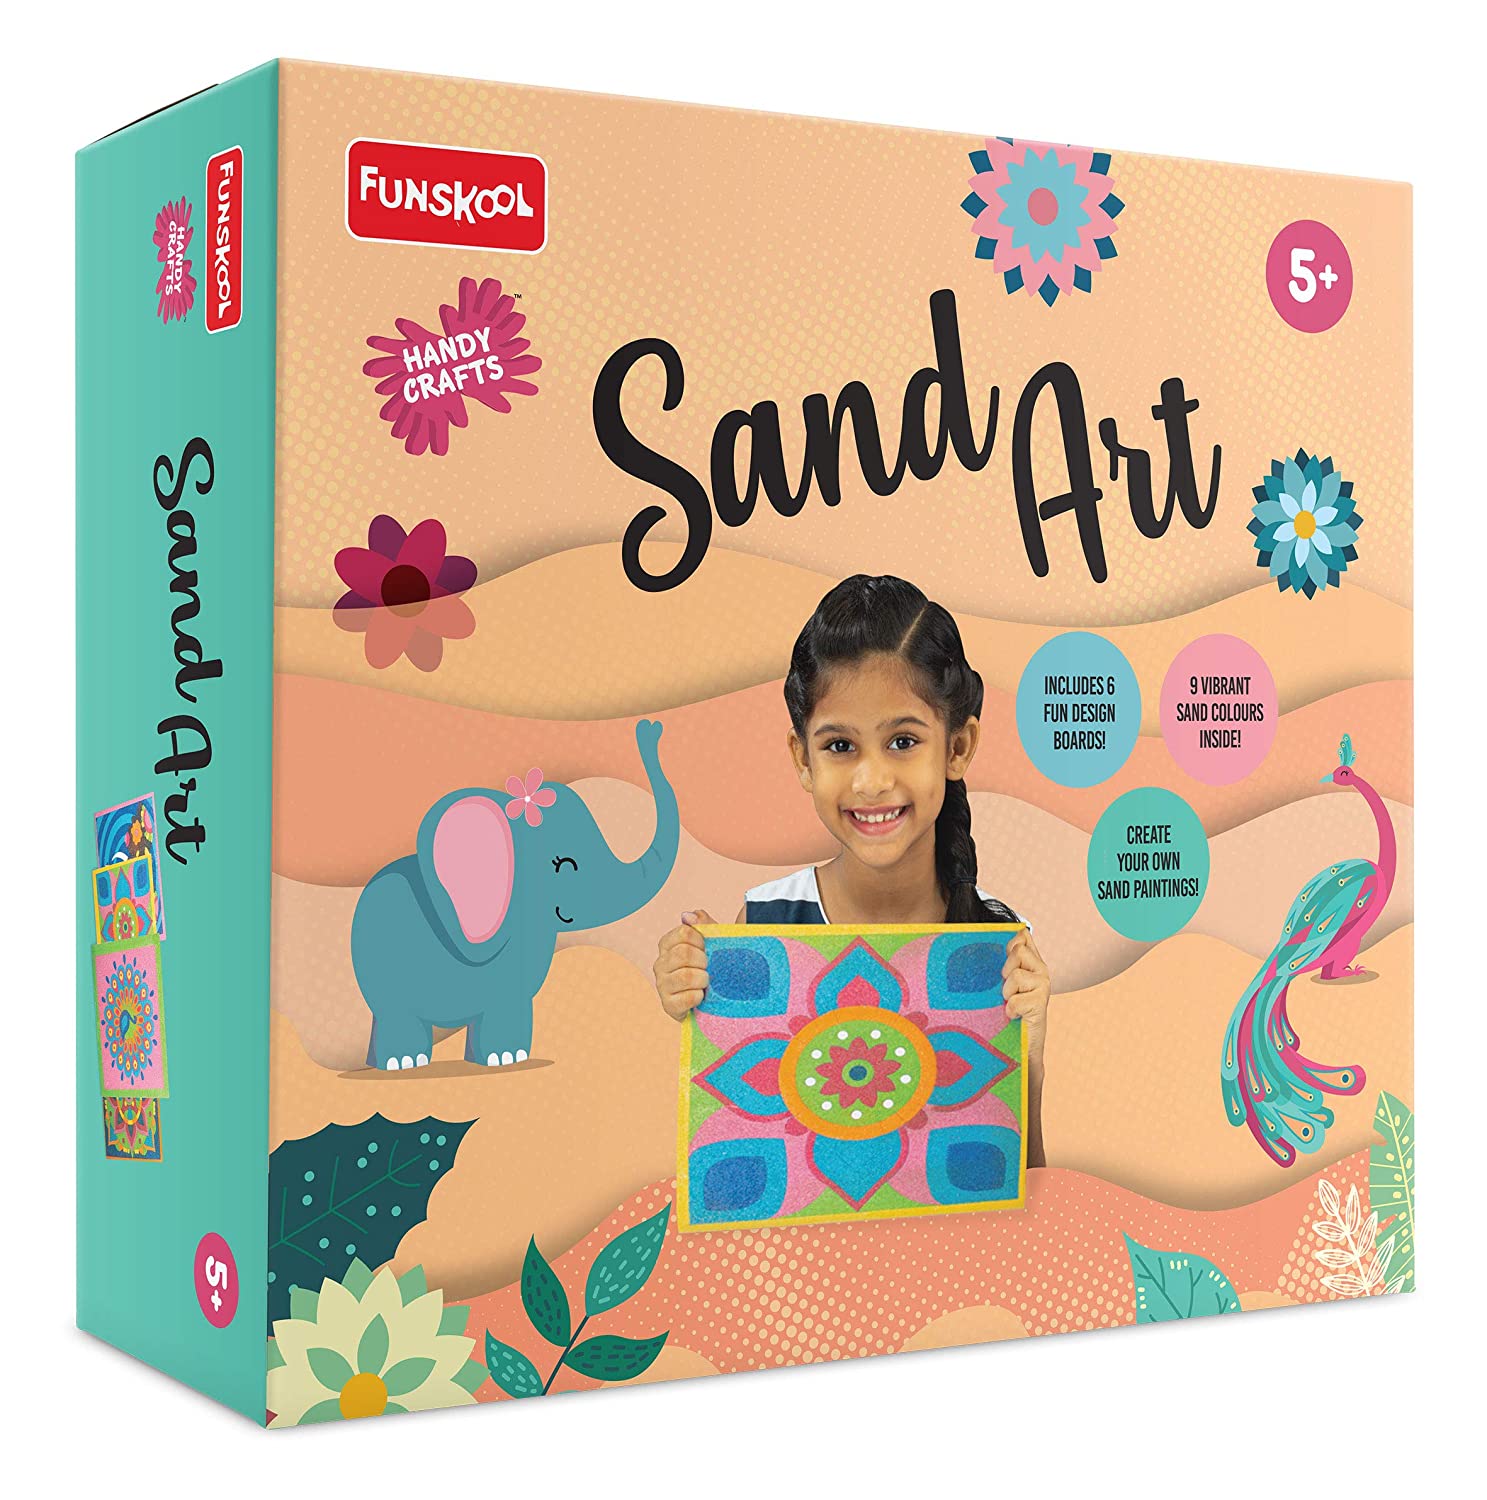 FUNSKOOL
HANDY
CRAFTS
Sand Art
5+
FUNSKOOL
HANDY
CRAFTS
™
Sand Art
5+
INCLUDES 6
FUN DESIGN
BOARDS!
9 VIBRANT
SAND COLOURS
INSIDE!
CREATE
YOUR OWN
SAND PAINTINGS!